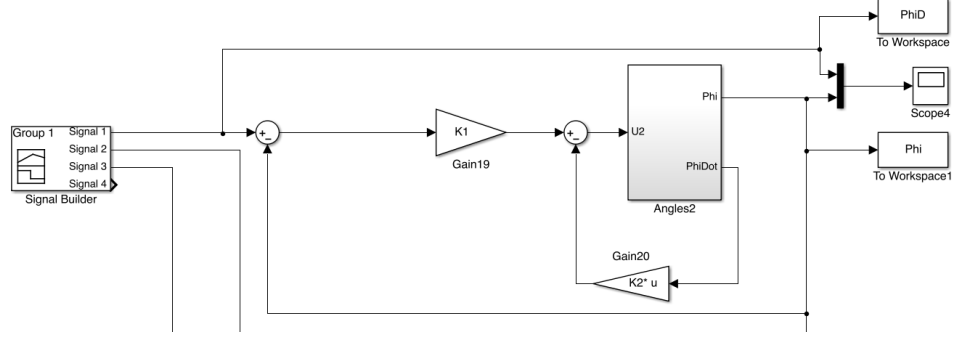 PhiD
To Workspace
Phi
K1
U2
Scope4
Group 1
Signal 1
Signal 2
Signal 3
Signal 4
Signal Builder
Gain19
Phi
To Workspace1
PhiDot
Angles2
Gain20
K2* u